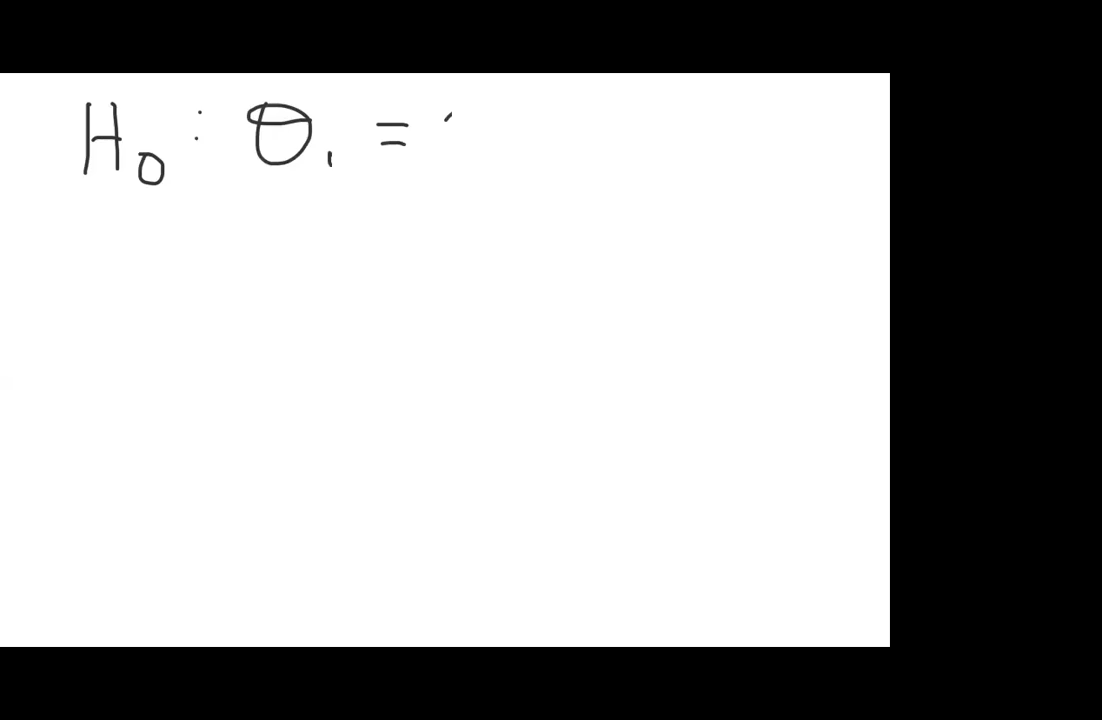 H₀ : θ₁ =